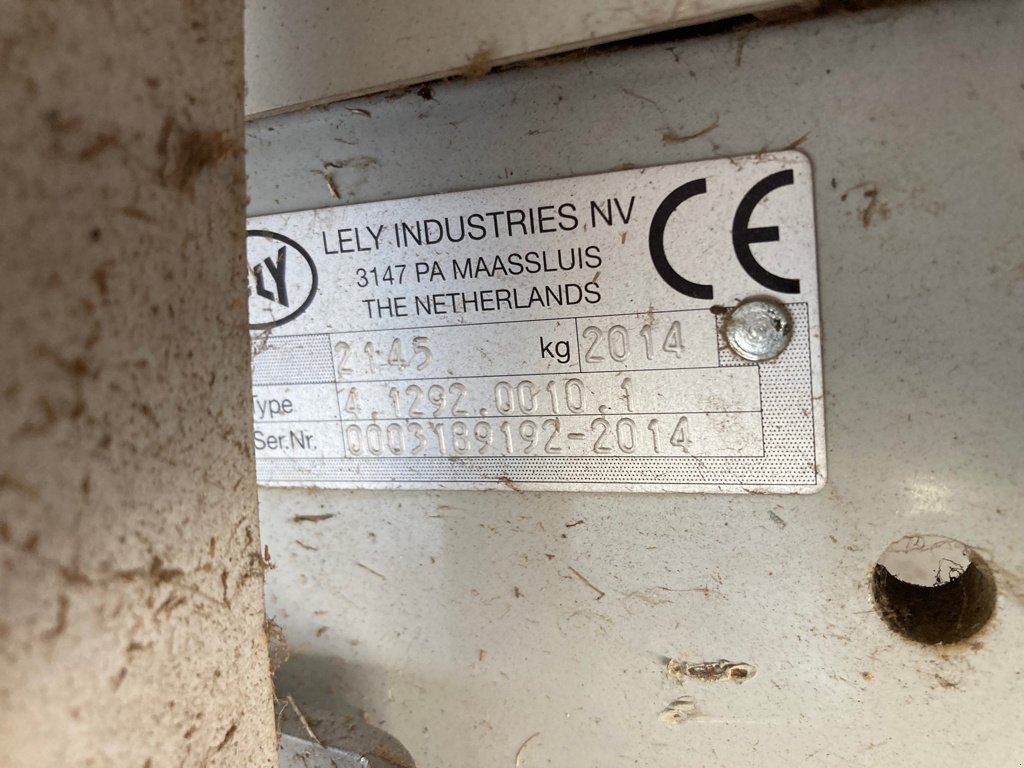 LELY INDUSTRIES NV
3147 PA MAASSLUIS
THE NETHERLANDS
2145 kg 2014
Type 4.1292.0010.1
Ser.Nr. 0003189192-2014
CE